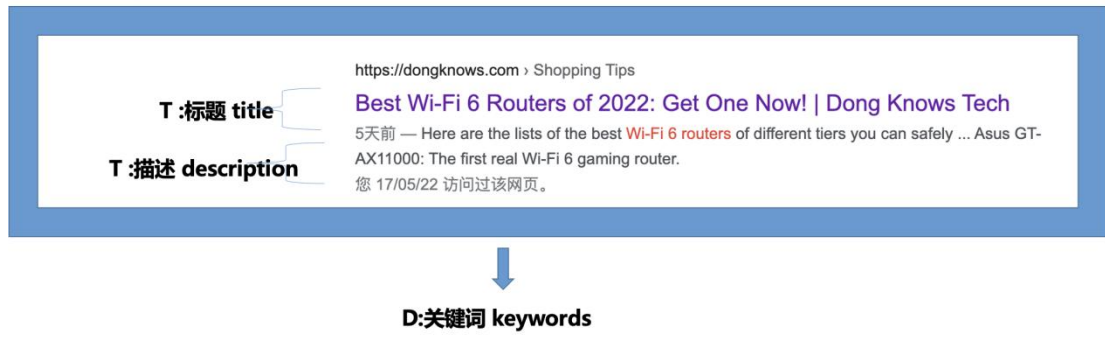 https://dongknows.com › Shopping Tips
T :标题 title
Best Wi-Fi 6 Routers of 2022: Get One Now! | Dong Knows Tech
5天前 — Here are the lists of the best Wi-Fi 6 routers of different tiers you can safely ... Asus GT-
T :描述 description
AX11000: The first real Wi-Fi 6 gaming router.
您 17/05/22 访问过该网页。
D:关键词 keywords